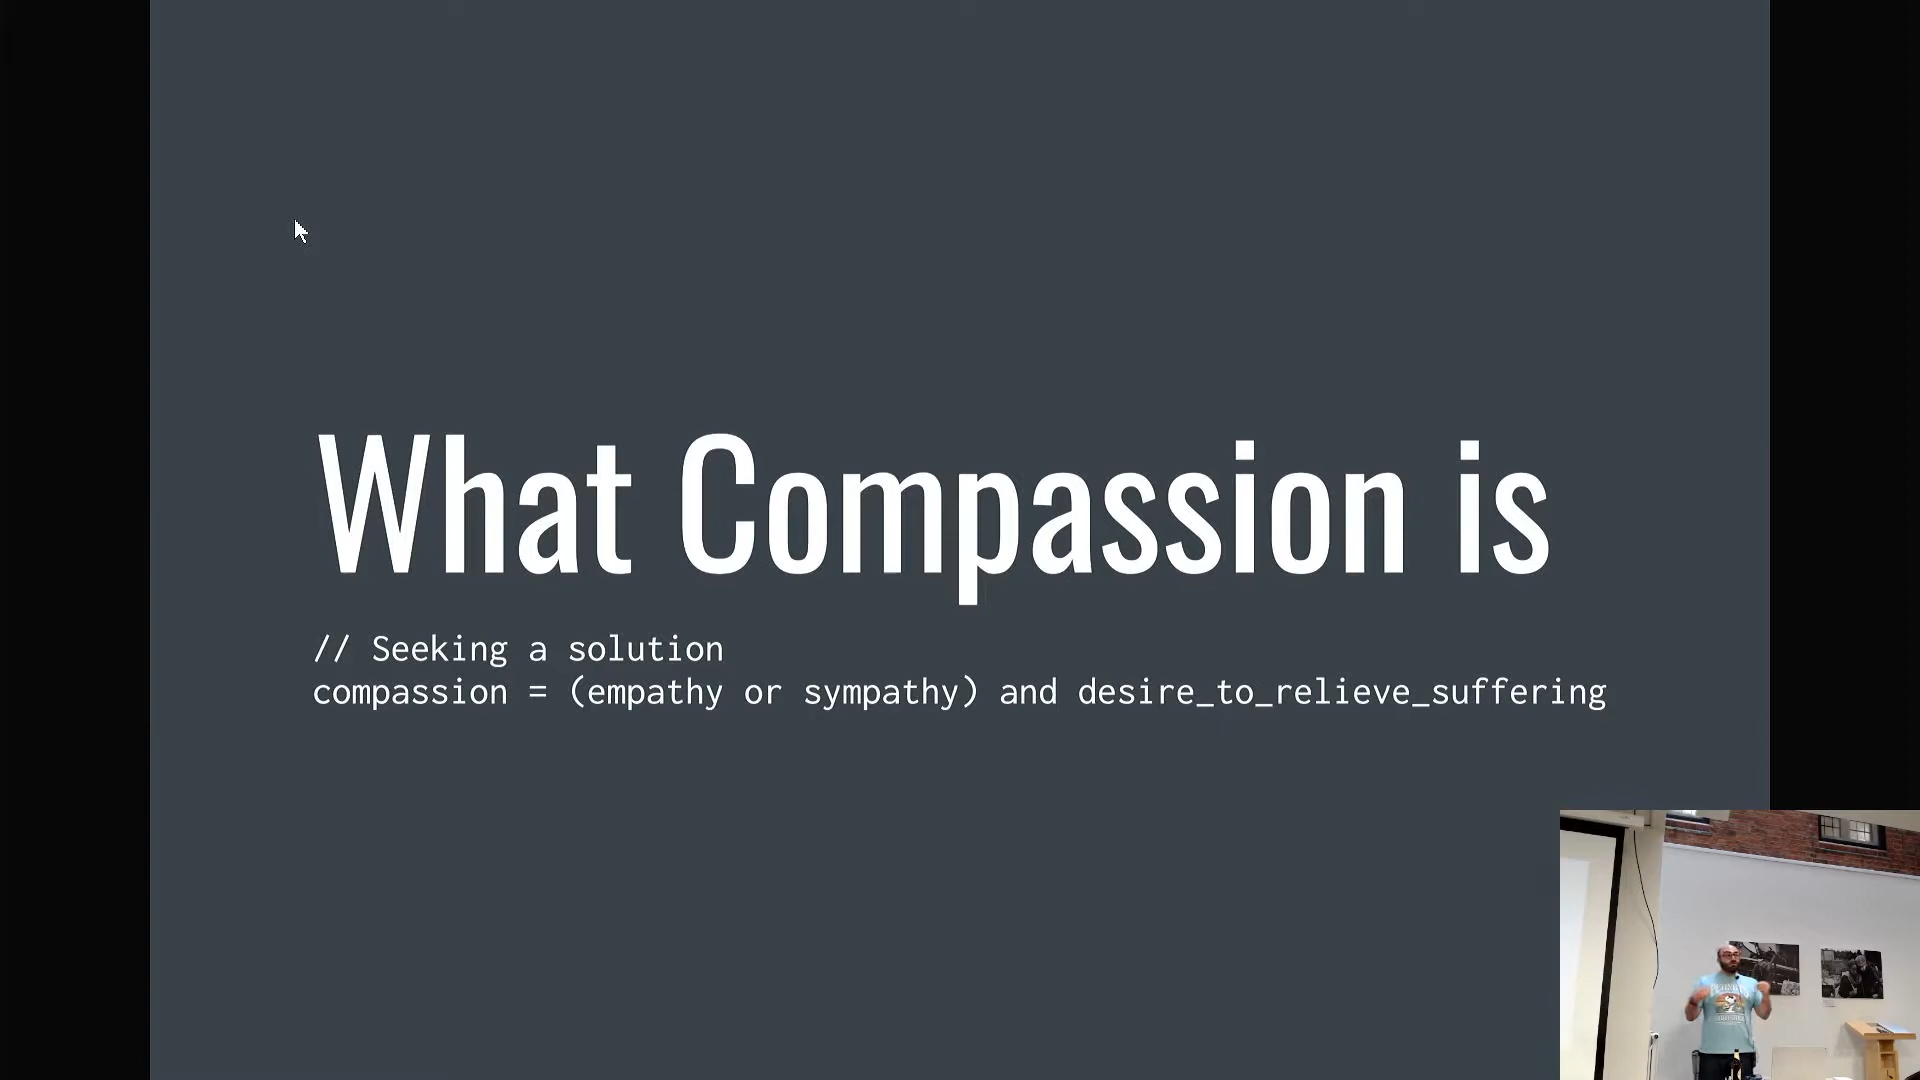 What Compassion is
// Seeking a solution
compassion = (empathy or sympathy) and desire_to_relieve_suffering